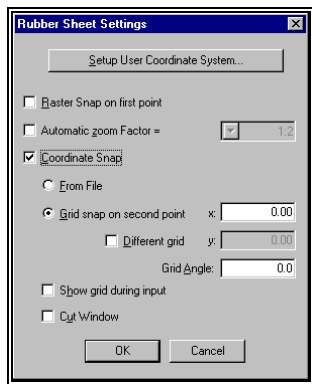 Rubber Sheet Settings
Setup User Coordinate System...
Raster Snap on first point
Automatic zoom Factor = 1:2
Coordinate Snap
From File
Grid snap on second point x: 0.00
Different grid y: 0.00
Grid Angle: 0.0
Show grid during input
Cut Window
OK Cancel